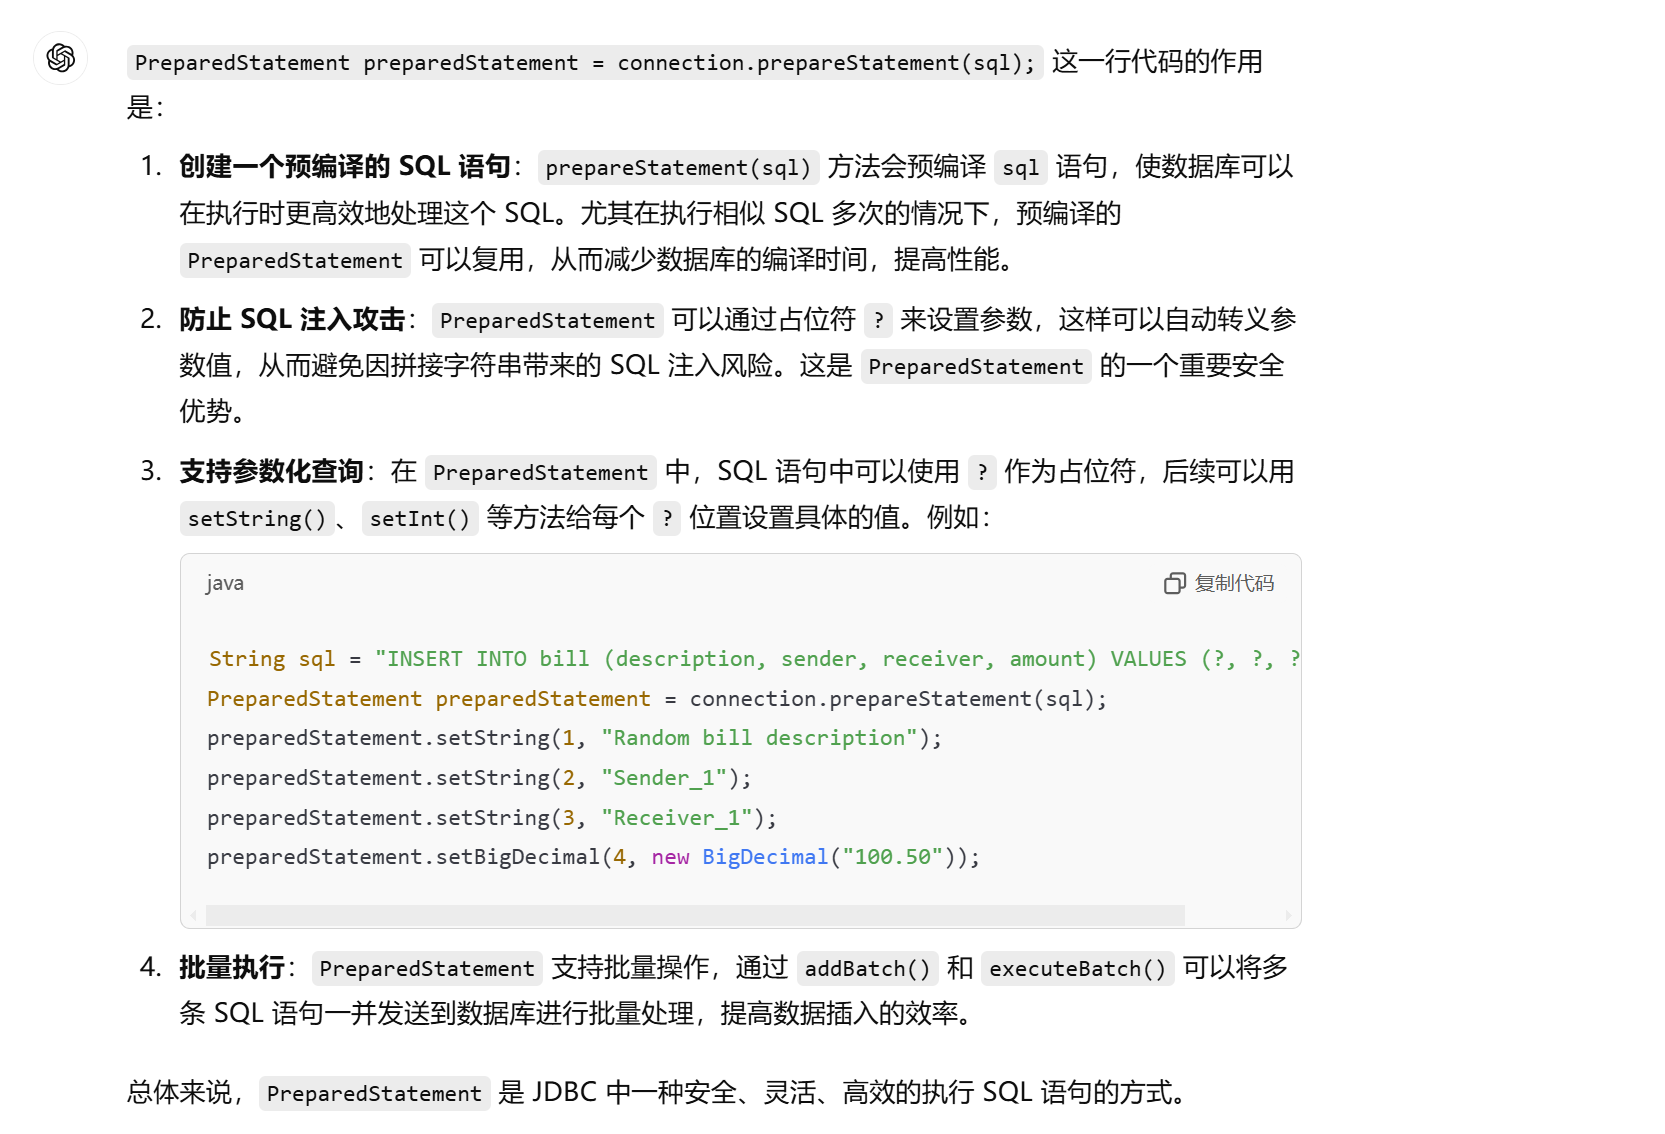 PreparedStatement preparedStatement = connection.prepareStatement(sql); 这一行代码的作用
是：
1. 创建一个预编译的 SQL 语句： prepareStatement(sql) 方法会预编译 sql 语句，使数据库可以
在执行时更高效地处理这个 SQL。尤其在执行相似 SQL 多次的情况下，预编译的
PreparedStatement 可以复用，从而减少数据库的编译时间，提高性能。
2. 防止 SQL 注入攻击： PreparedStatement 可以通过占位符 ? 来设置参数，这样可以自动转义参
数值，从而避免因拼接字符串带来的 SQL 注入风险。这是 PreparedStatement 的一个重要安全
优势。
3. 支持参数化查询：在 PreparedStatement 中，SQL 语句中可以使用 ? 作为占位符，后续可以用
setString()、 setInt() 等方法给每个 ? 位置设置具体的值。例如：
java 复制代码
String sql = "INSERT INTO bill (description, sender, receiver, amount) VALUES (?, ?, ?
PreparedStatement preparedStatement = connection.prepareStatement(sql);
preparedStatement.setString(1, "Random bill description");
preparedStatement.setString(2, "Sender_1");
preparedStatement.setString(3, "Receiver_1");
preparedStatement.setBigDecimal(4, new BigDecimal("100.50"));
4. 批量执行： PreparedStatement 支持批量操作，通过 addBatch() 和 executeBatch() 可以将多
条 SQL 语句一并发送到数据库进行批量处理，提高数据插入的效率。
总体来说， PreparedStatement 是 JDBC 中一种安全、灵活、高效的执行 SQL 语句的方式。